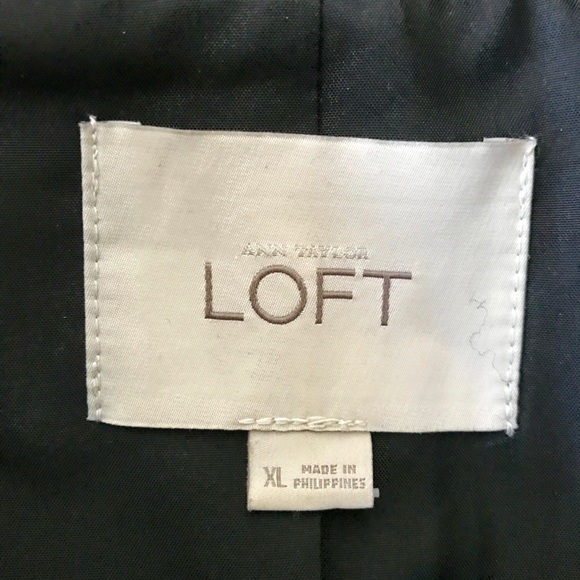 ANN TAYLOR
LOFT
XL MADE IN
PHILIPPINES